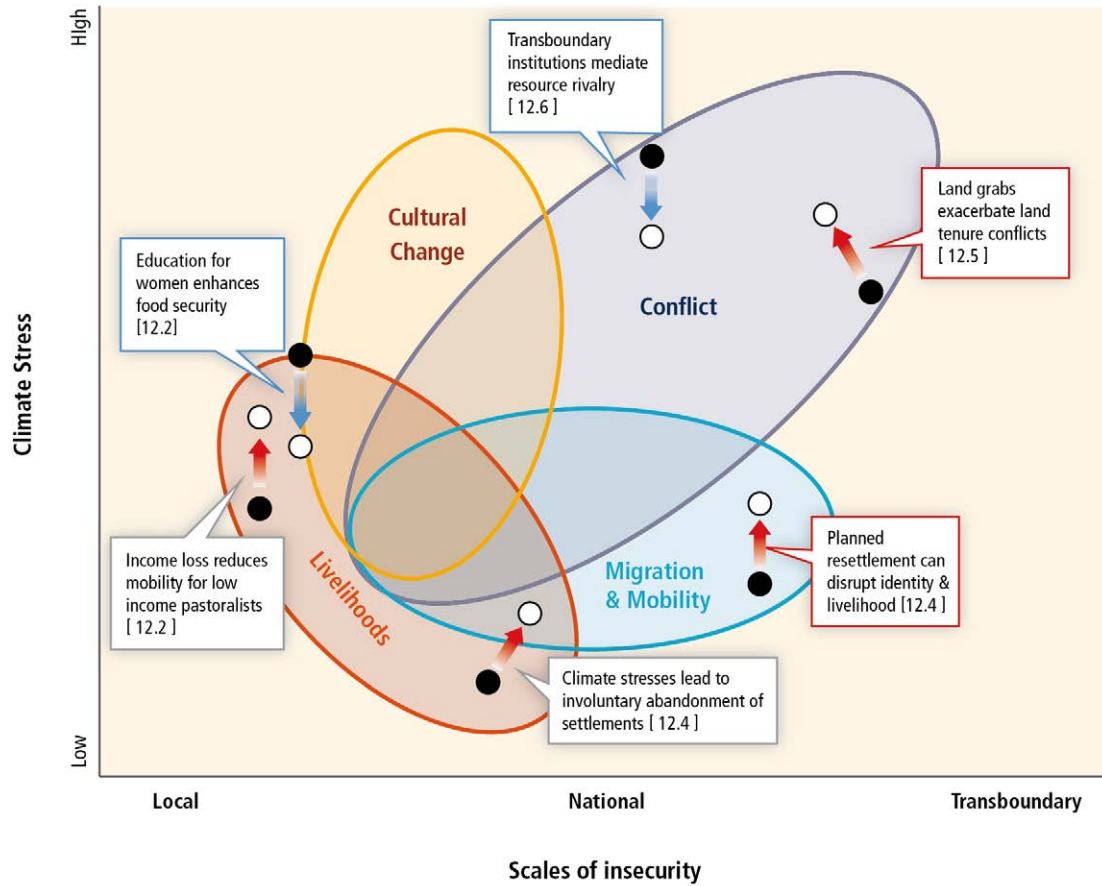 HIgh
Transboundary
institutions mediate
resource rivalry
[ 12.6 ]
Land grabs
exacerbate land
tenure conflicts
[ 12.5 ]
Cultural
Change
Education for
women enhances
food security
[12.2]
Conflict
Climate Stress
Income loss reduces
mobility for low
income pastoralists
[ 12.2 ]
Livelihoods
Migration
& Mobility
Planned
resettlement can
disrupt identity &
livelihood [12.4 ]
Climate stresses lead to
involuntary abandonment of
settlements [ 12.4 ]
Low
Local
National
Transboundary
Scales of insecurity